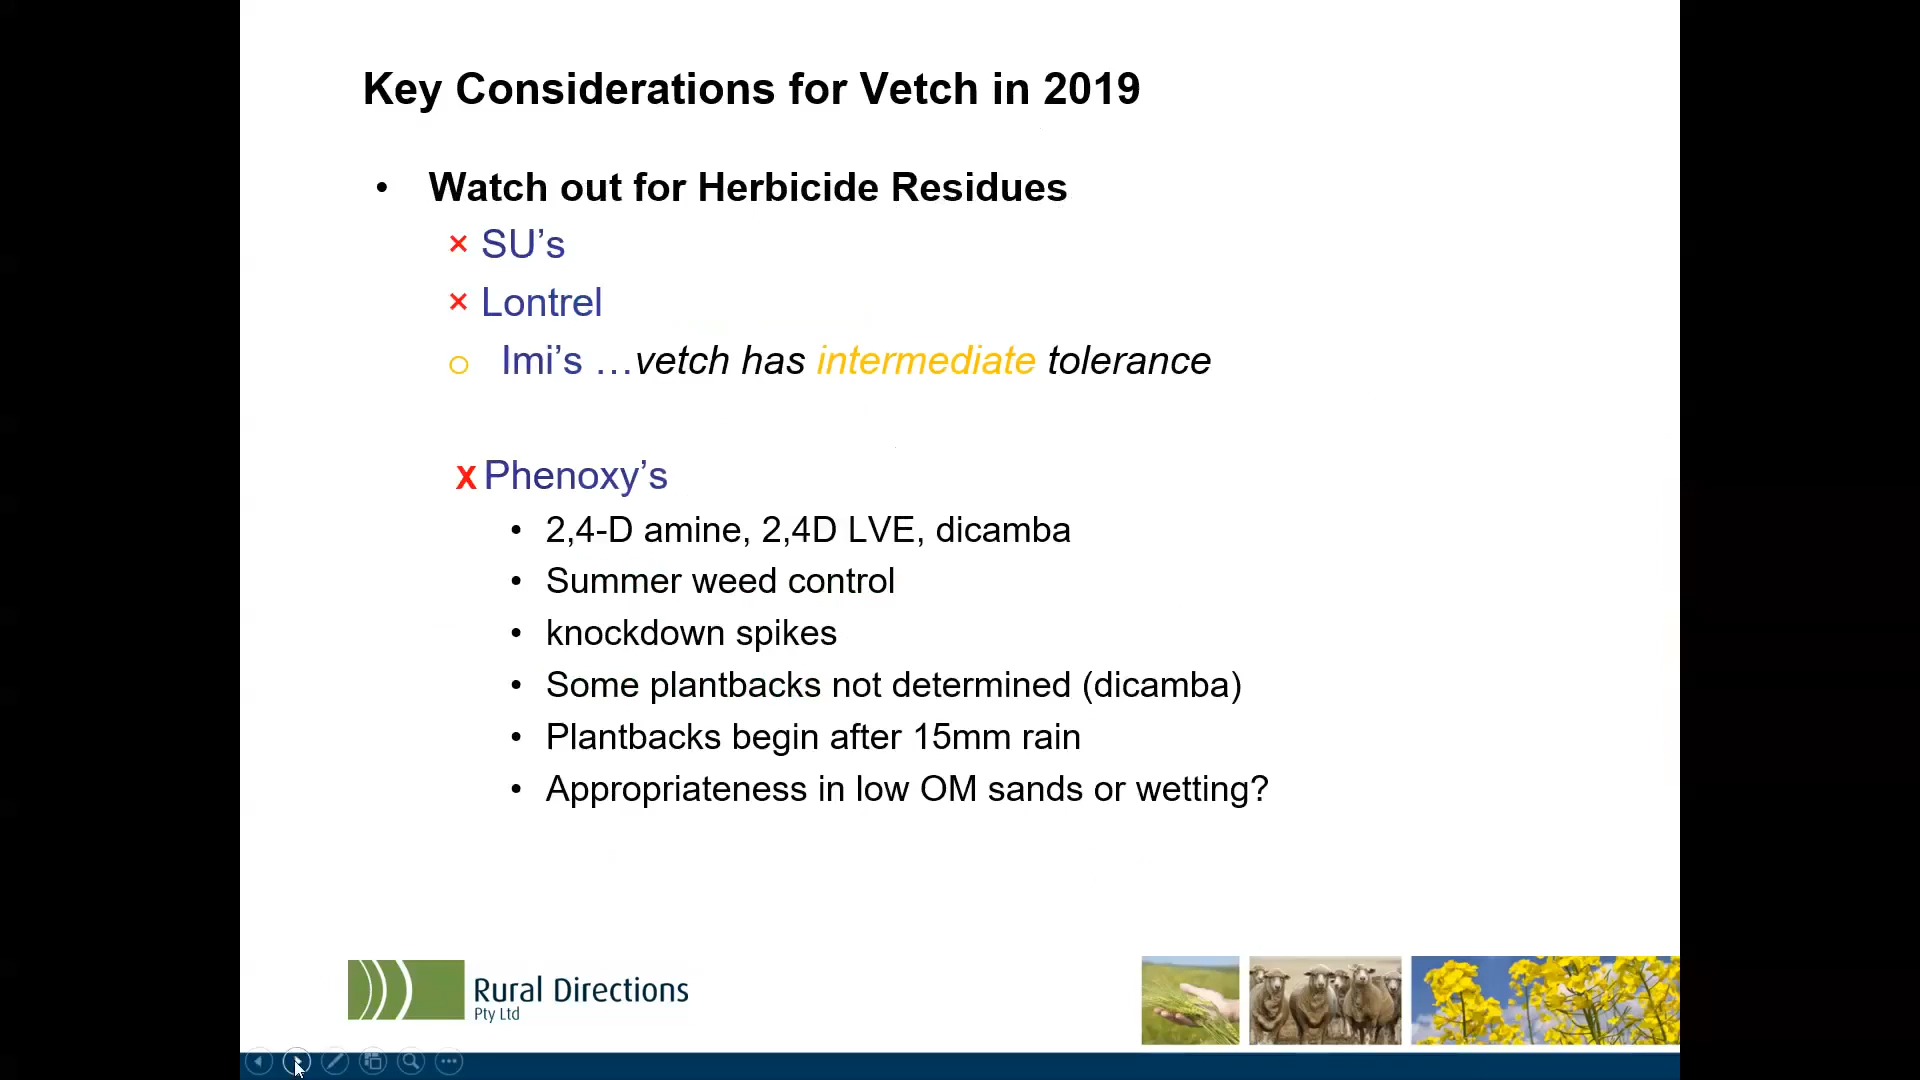 Key Considerations for Vetch in 2019
• Watch out for Herbicide Residues
× SU’s
× Lontrel
o Imi’s …vetch has intermediate tolerance
x Phenoxy’s
• 2,4-D amine, 2,4D LVE, dicamba
• Summer weed control
• knockdown spikes
• Some plantbacks not determined (dicamba)
• Plantbacks begin after 15mm rain
• Appropriateness in low OM sands or wetting?
Rural Directions
Pty Ltd